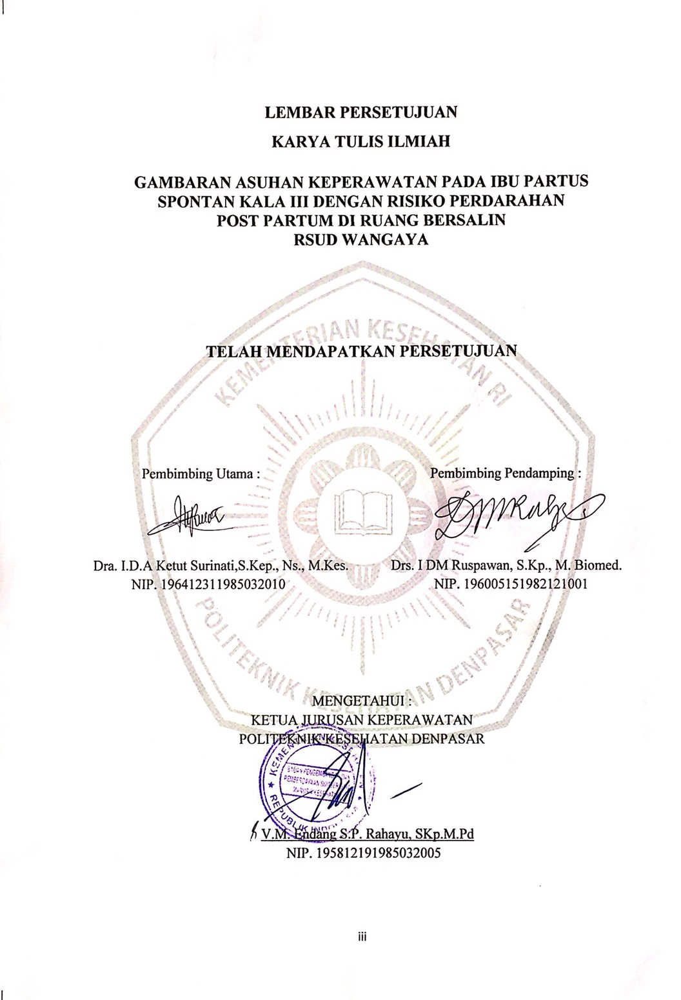 LEMBAR PERSETUJUAN
KARYA TULIS ILMIAH
GAMBARAN ASUHAN KEPERAWATAN PADA IBU PARTUS
SPONTAN KALA III DENGAN RISIKO PERDARAHAN
POST PARTUM DI RUANG BERSALIN
RSUD WANGAYA
KEMENTERIAN KESEHATAN RI
TELAH MENDAPATKAN PERSETUJUAN
Pembimbing Utama :
Pembimbing Pendamping :
Dra. I.D.A Ketut Surinati,S.Kep., Ns., M.Kes.
Drs. I DM Ruspawan, S.Kp., M. Biomed.
NIP. 196412311985032010
NIP. 196005151982121001
POLITEKNIK KESEHATAN DENPASAR
MENGETAHUI :
KETUA JURUSAN KEPERAWATAN
POLITEKNIK KESEHATAN DENPASAR
REPUBLIK INDONESIA
V.M. Endang S.P. Rahayu, SKp.M.Pd
NIP. 195812191985032005
iii